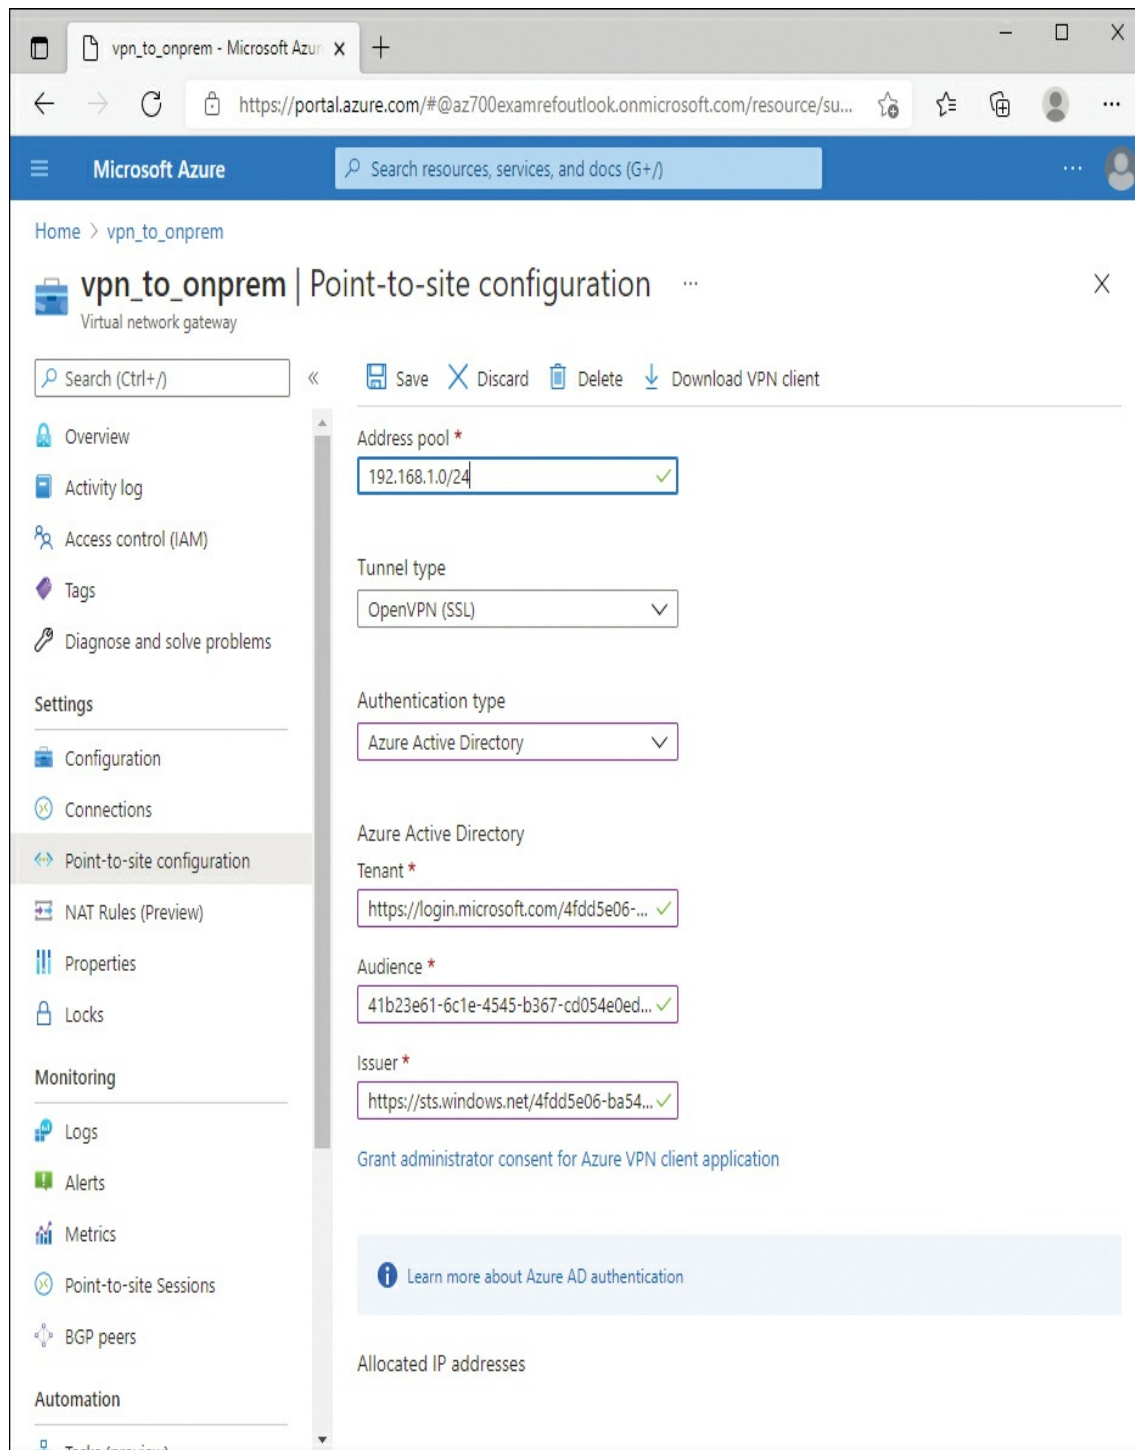 vpn_to_onprem - Microsoft Azur
https://portal.azure.com/#@az700examrefoutlook.onmicrosoft.com/resource/su...
Microsoft Azure
Search resources, services, and docs (G+/)
Home > vpn_to_onprem
vpn_to_onprem | Point-to-site configuration ...
Virtual network gateway
Search (Ctrl+/)
Overview
Activity log
Access control (IAM)
Tags
Diagnose and solve problems
Settings
Configuration
Connections
Point-to-site configuration
NAT Rules (Preview)
Properties
Locks
Monitoring
Logs
Alerts
Metrics
Point-to-site Sessions
BGP peers
Automation
Tasks (preview)
Save Discard Delete Download VPN client
Address pool *
192.168.1.0/24
Tunnel type
OpenVPN (SSL)
Authentication type
Azure Active Directory
Azure Active Directory
Tenant *
https://login.microsoft.com/4fdd5e06-...
Audience *
41b23e61-6c1e-4545-b367-cd054e0ed...
Issuer *
https://sts.windows.net/4fdd5e06-ba54...
Grant administrator consent for Azure VPN client application
Learn more about Azure AD authentication
Allocated IP addresses